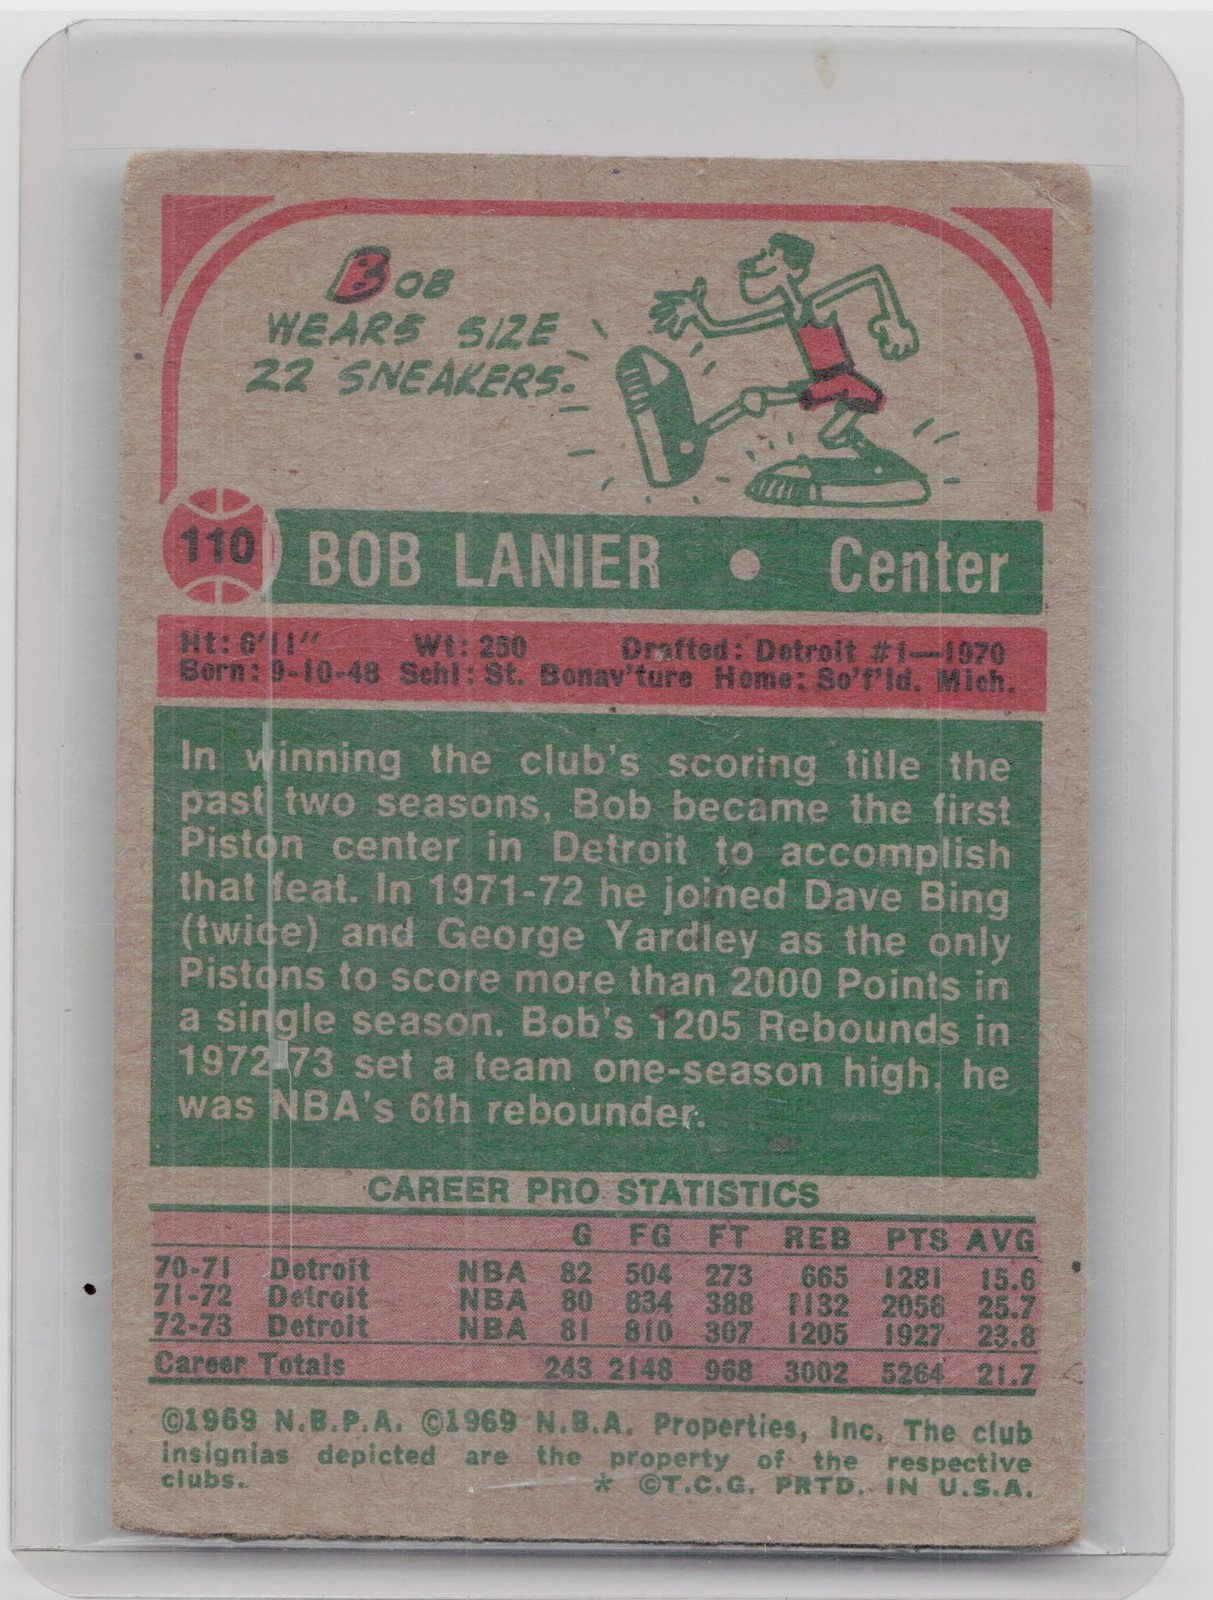 BOB
WEARS SIZE
22 SNEAKERS.
110 BOB LANIER • Center
Ht: 6'11" Wt: 250 Drafted: Detroit #1—1970
Born: 9-10-48 Schl: St. Bonav'ture Home: So'f'ld. Mich.
In winning the club's scoring title the
past two seasons, Bob became the first
Piston center in Detroit to accomplish
that feat. In 1971-72 he joined Dave Bing
(twice) and George Yardley as the only
Pistons to score more than 2000 Points in
a single season. Bob's 1205 Rebounds in
1972-73 set a team one-season high, he
was NBA's 6th rebounder.
CAREER PRO STATISTICS
G FG FT REB PTS AVG
70-71 Detroit NBA 82 504 273 665 1281 15.6
71-72 Detroit NBA 80 834 388 1132 2056 25.7
72-73 Detroit NBA 81 810 307 1205 1927 23.8
Career Totals 243 2148 968 3002 5264 21.7
©1969 N.B.P.A. ©1969 N.B.A. Properties, Inc. The club
insignias depicted are the property of the respective
clubs. * ©T.C.G. PRTD. IN U.S.A.